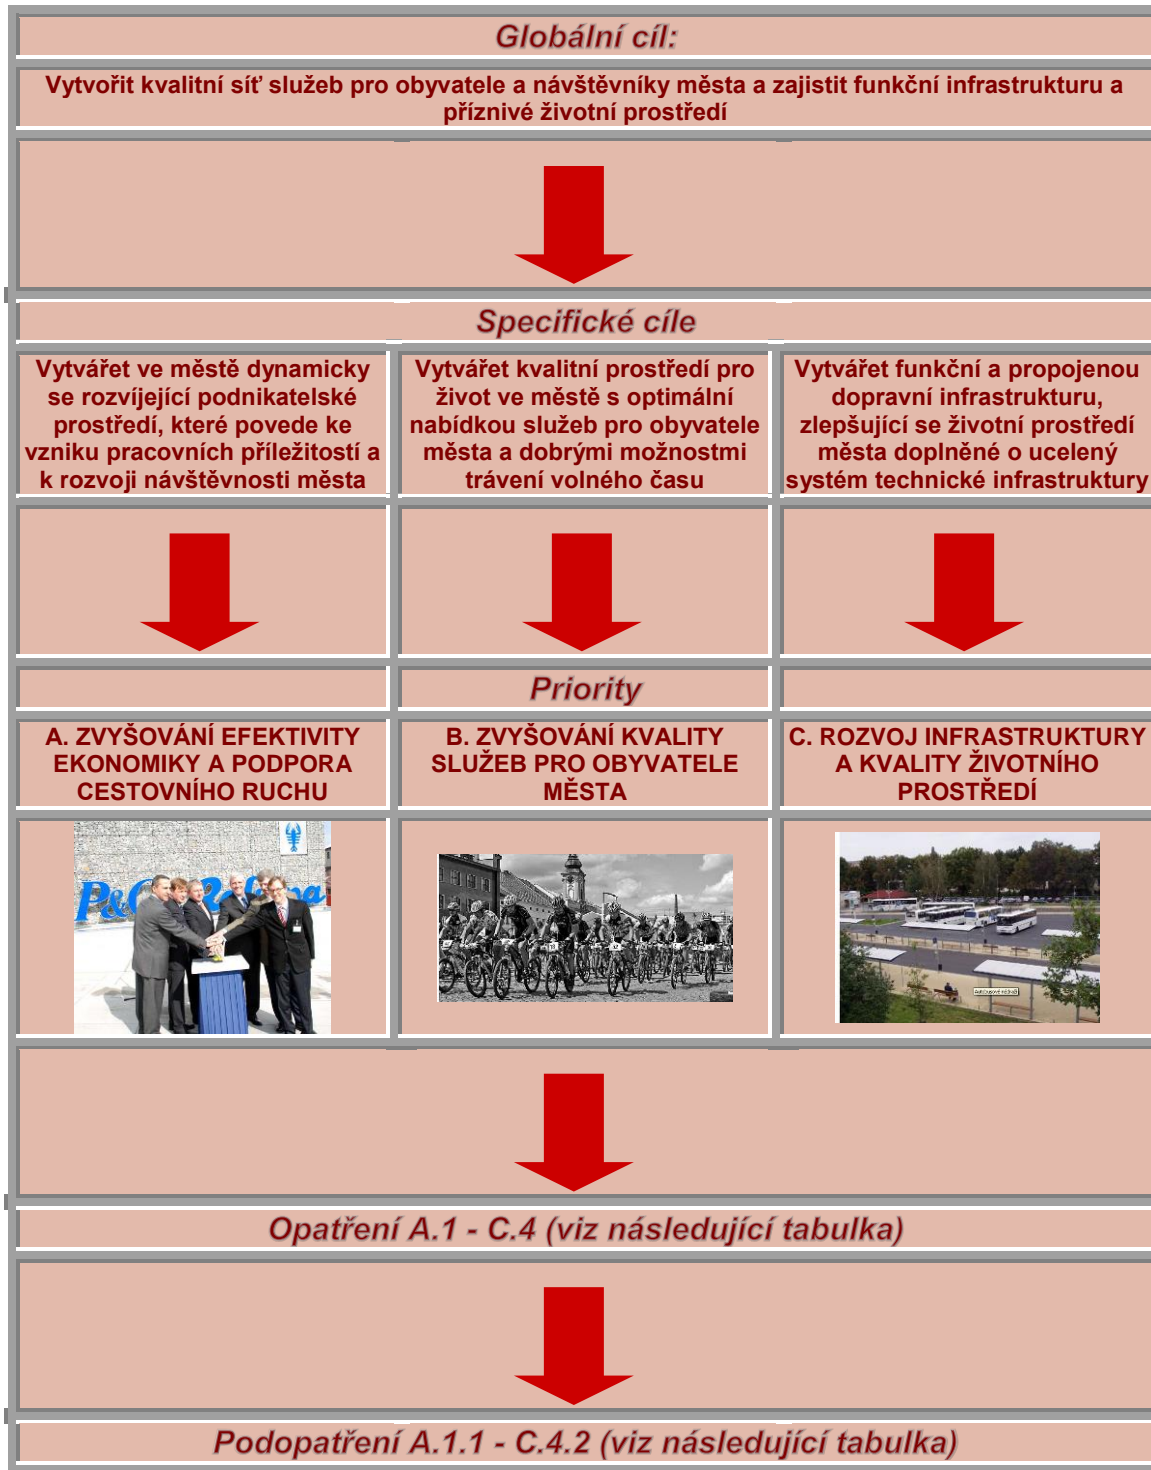 Globální cíl:
Vytvořit kvalitní síť služeb pro obyvatele a návštěvníky města a zajistit funkční infrastrukturu a
příznivé životní prostředí
Specifické cíle
Vytvářet ve městě dynamicky
se rozvíjející podnikatelské
prostředí, které povede ke
vzniku pracovních příležitostí a
k rozvoji návštěvnosti města
Vytvářet kvalitní prostředí pro
život ve městě s optimální
nabídkou služeb pro obyvatele
města a dobrými možnostmi
trávení volného času
Vytvářet funkční a propojenou
dopravní infrastrukturu,
zlepšující se životní prostředí
města doplněné o ucelený
systém technické infrastruktury
Priority
A. ZVYŠOVÁNÍ EFEKTIVITY
EKONOMIKY A PODPORA
CESTOVNÍHO RUCHU
B. ZVYŠOVÁNÍ KVALITY
SLUŽEB PRO OBYVATELE
MĚSTA
C. ROZVOJ INFRASTRUKTURY
A KVALITY ŽIVOTNÍHO
PROSTŘEDÍ
Autobusové nádraží
Opatření A.1 - C.4 (viz následující tabulka)
Podopatření A.1.1 - C.4.2 (viz následující tabulka)